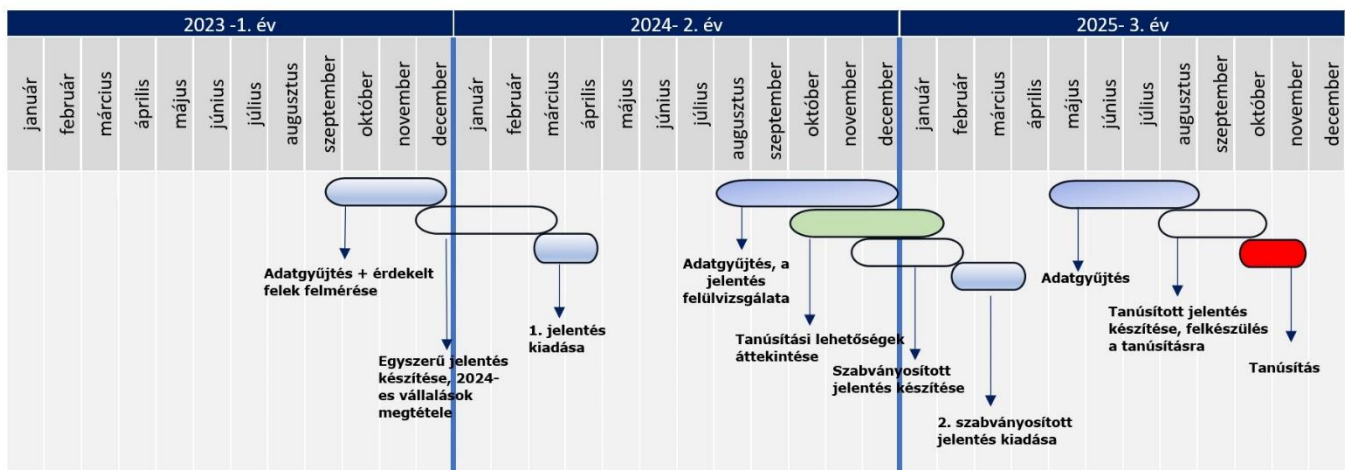 2023 -1. év
2024- 2. év
2025- 3. év
január
február
március
április
május
június
július
augusztus
szeptember
október
november
december
január
február
március
április
május
június
július
augusztus
szeptember
október
november
december
január
február
március
április
május
június
július
augusztus
szeptember
október
november
december
Adatgyűjtés + érdekelt
felek felmérése
Egyszerű jelentés
készítése, 2024-
es vállalások
megtétele
1. jelentés
kiadása
Adatgyűjtés, a
jelentés
felülvizsgálata
Tanúsítási lehetőségek
áttekintése
Szabványosított
jelentés készítése
2. szabványosított
jelentés kiadása
Adatgyűjtés
Tanúsított jelentés
készítése, felkészülés
a tanúsításra
Tanúsítás